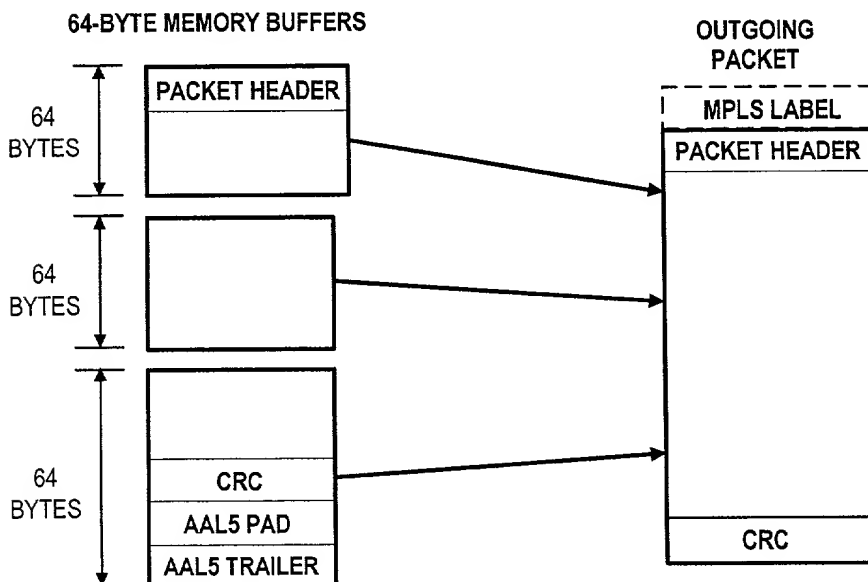 64-BYTE MEMORY BUFFERS
64
BYTES
PACKET HEADER
64
BYTES
64
BYTES
CRC
AAL5 PAD
AAL5 TRAILER
OUTGOING
PACKET
MPLS LABEL
PACKET HEADER
CRC